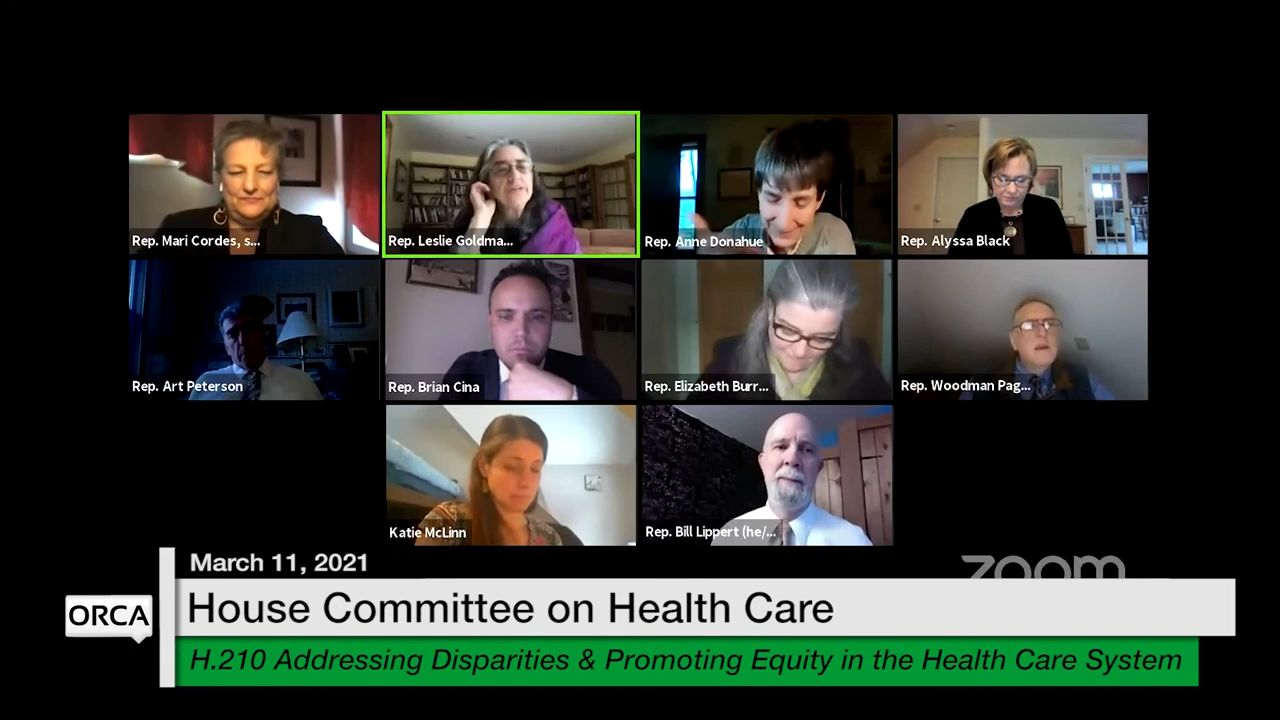 Rep. Mari Cordes, s...
Rep. Leslie Goldma...
Rep. Anne Donahue
Rep. Alyssa Black
Rep. Art Peterson
Rep. Brian Cina
Rep. Elizabeth Burr...
Rep. Woodman Pag...
Katie McLinn
Rep. Bill Lippert (he/...
March 11, 2021
zoom
ORCA
House Committee on Health Care
H.210 Addressing Disparities & Promoting Equity in the Health Care System